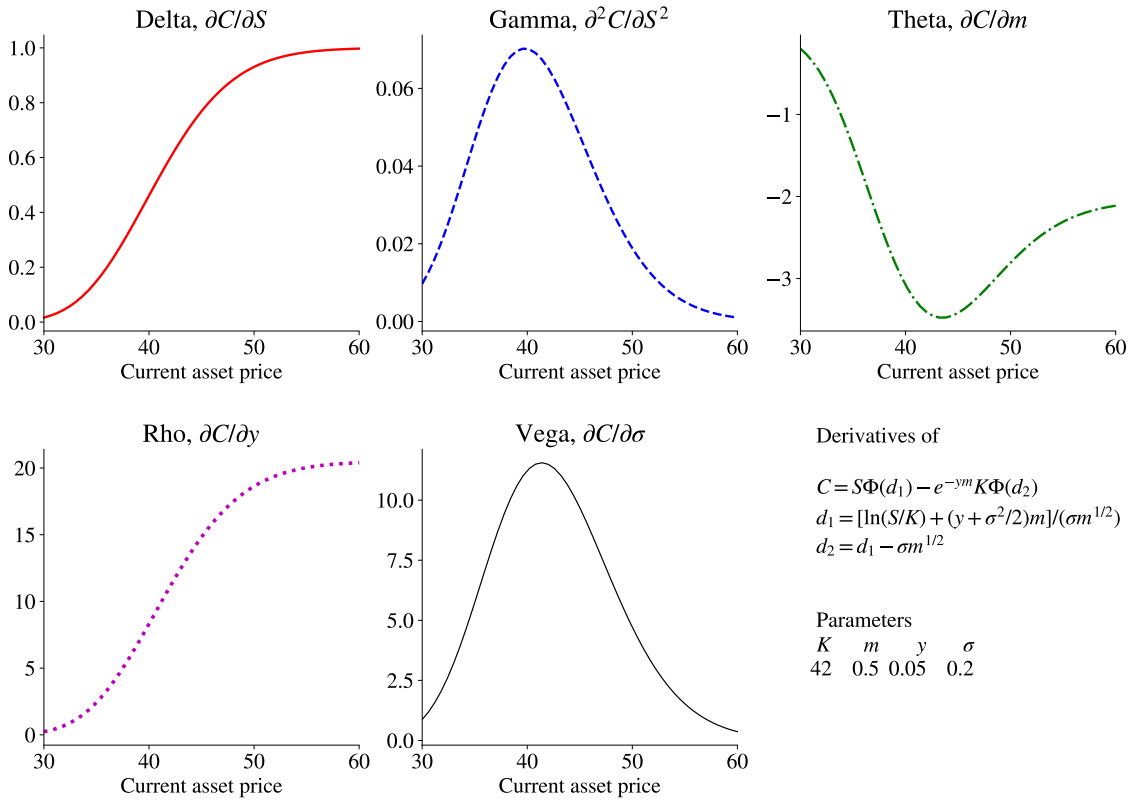 Delta, ∂C/∂S
1.0
0.8
0.6
0.4
0.2
0.0
30 40 50 60
Current asset price
Gamma, ∂²C/∂S²
0.06
0.04
0.02
0.00
30 40 50 60
Current asset price
Theta, ∂C/∂m
−1
−2
−3
30 40 50 60
Current asset price
Rho, ∂C/∂y
20
15
10
5
0
30 40 50 60
Current asset price
Vega, ∂C/∂σ
10.0
7.5
5.0
2.5
0.0
30 40 50 60
Current asset price
Derivatives of
C = SΦ(d₁) − e^{−ym}KΦ(d₂)
d₁ = [ln(S/K) + (y + σ²/2)m]/(σm^{1/2})
d₂ = d₁ − σm^{1/2}
Parameters
K m y σ
42 0.5 0.05 0.2